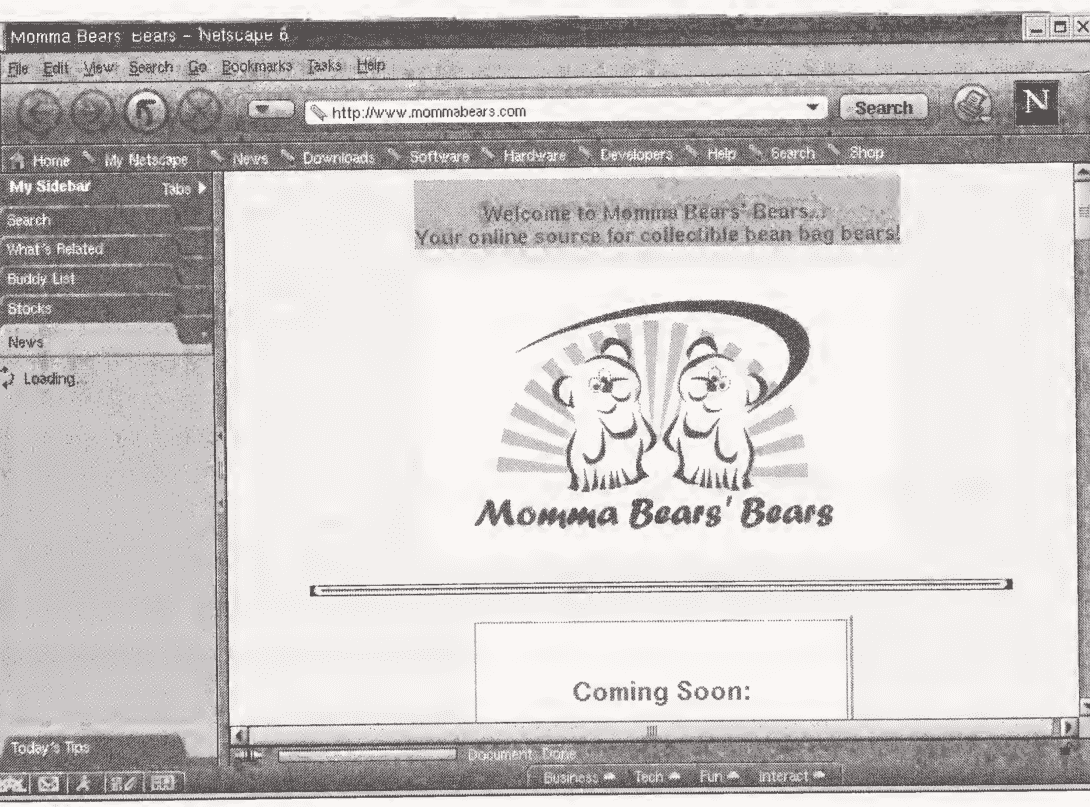 Momma Bears' Bears - Netscape 6
File Edit View Search Go Bookmarks Tasks Help
http://www.mommabears.com
Search
N
Home My Netscape News Downloads Software Hardware Developers Help Search Shop
My Sidebar Tabs
Search
What's Related
Buddy List
Stocks
News
Loading...
Welcome to Momma Bears' Bears...
Your online source for collectible bean bag bears!
Momma Bears' Bears
Coming Soon:
Today's Tips
Document: Done
Business Tech Fun Interact